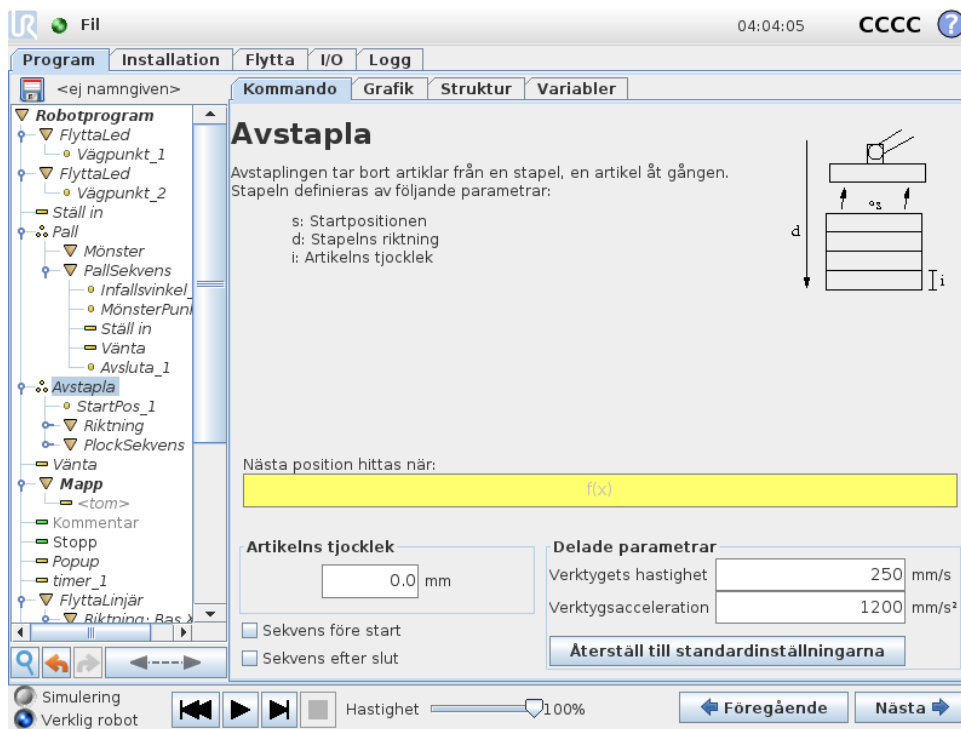 UR Fil 04:04:05 CCCC ?
Program Installation Flytta I/O Logg
<ej namngiven>
Kommando Grafik Struktur Variabler
Robotprogram
FlyttaLed
Vägpunkt_1
FlyttaLed
Vägpunkt_2
Ställ in
Pall
Mönster
PallSekvens
Infallsvinkel_
MönsterPunl
Ställ in
Vänta
Avsluta_1
Avstapla
StartPos_1
Riktning
PlockSekvens
Vänta
Mapp
<tom>
Kommentar
Stopp
Popup
timer_1
FlyttaLinjär
Riktning: Bas X
Avstapla
Avstaplingen tar bort artiklar från en stapel, en artikel åt gången.
Stapeln definieras av följande parametrar:
s: Startpositionen
d: Stapelns riktning
i: Artikelns tjocklek
s
d
i
Nästa position hittas när:
f(x)
Artikelns tjocklek
0.0 mm
Sekvens före start
Sekvens efter slut
Delade parametrar
Verktygets hastighet 250 mm/s
Verktygsacceleration 1200 mm/s²
Återställ till standardinställningarna
Simulering
Verklig robot
Hastighet 100%
Föregående Nästa